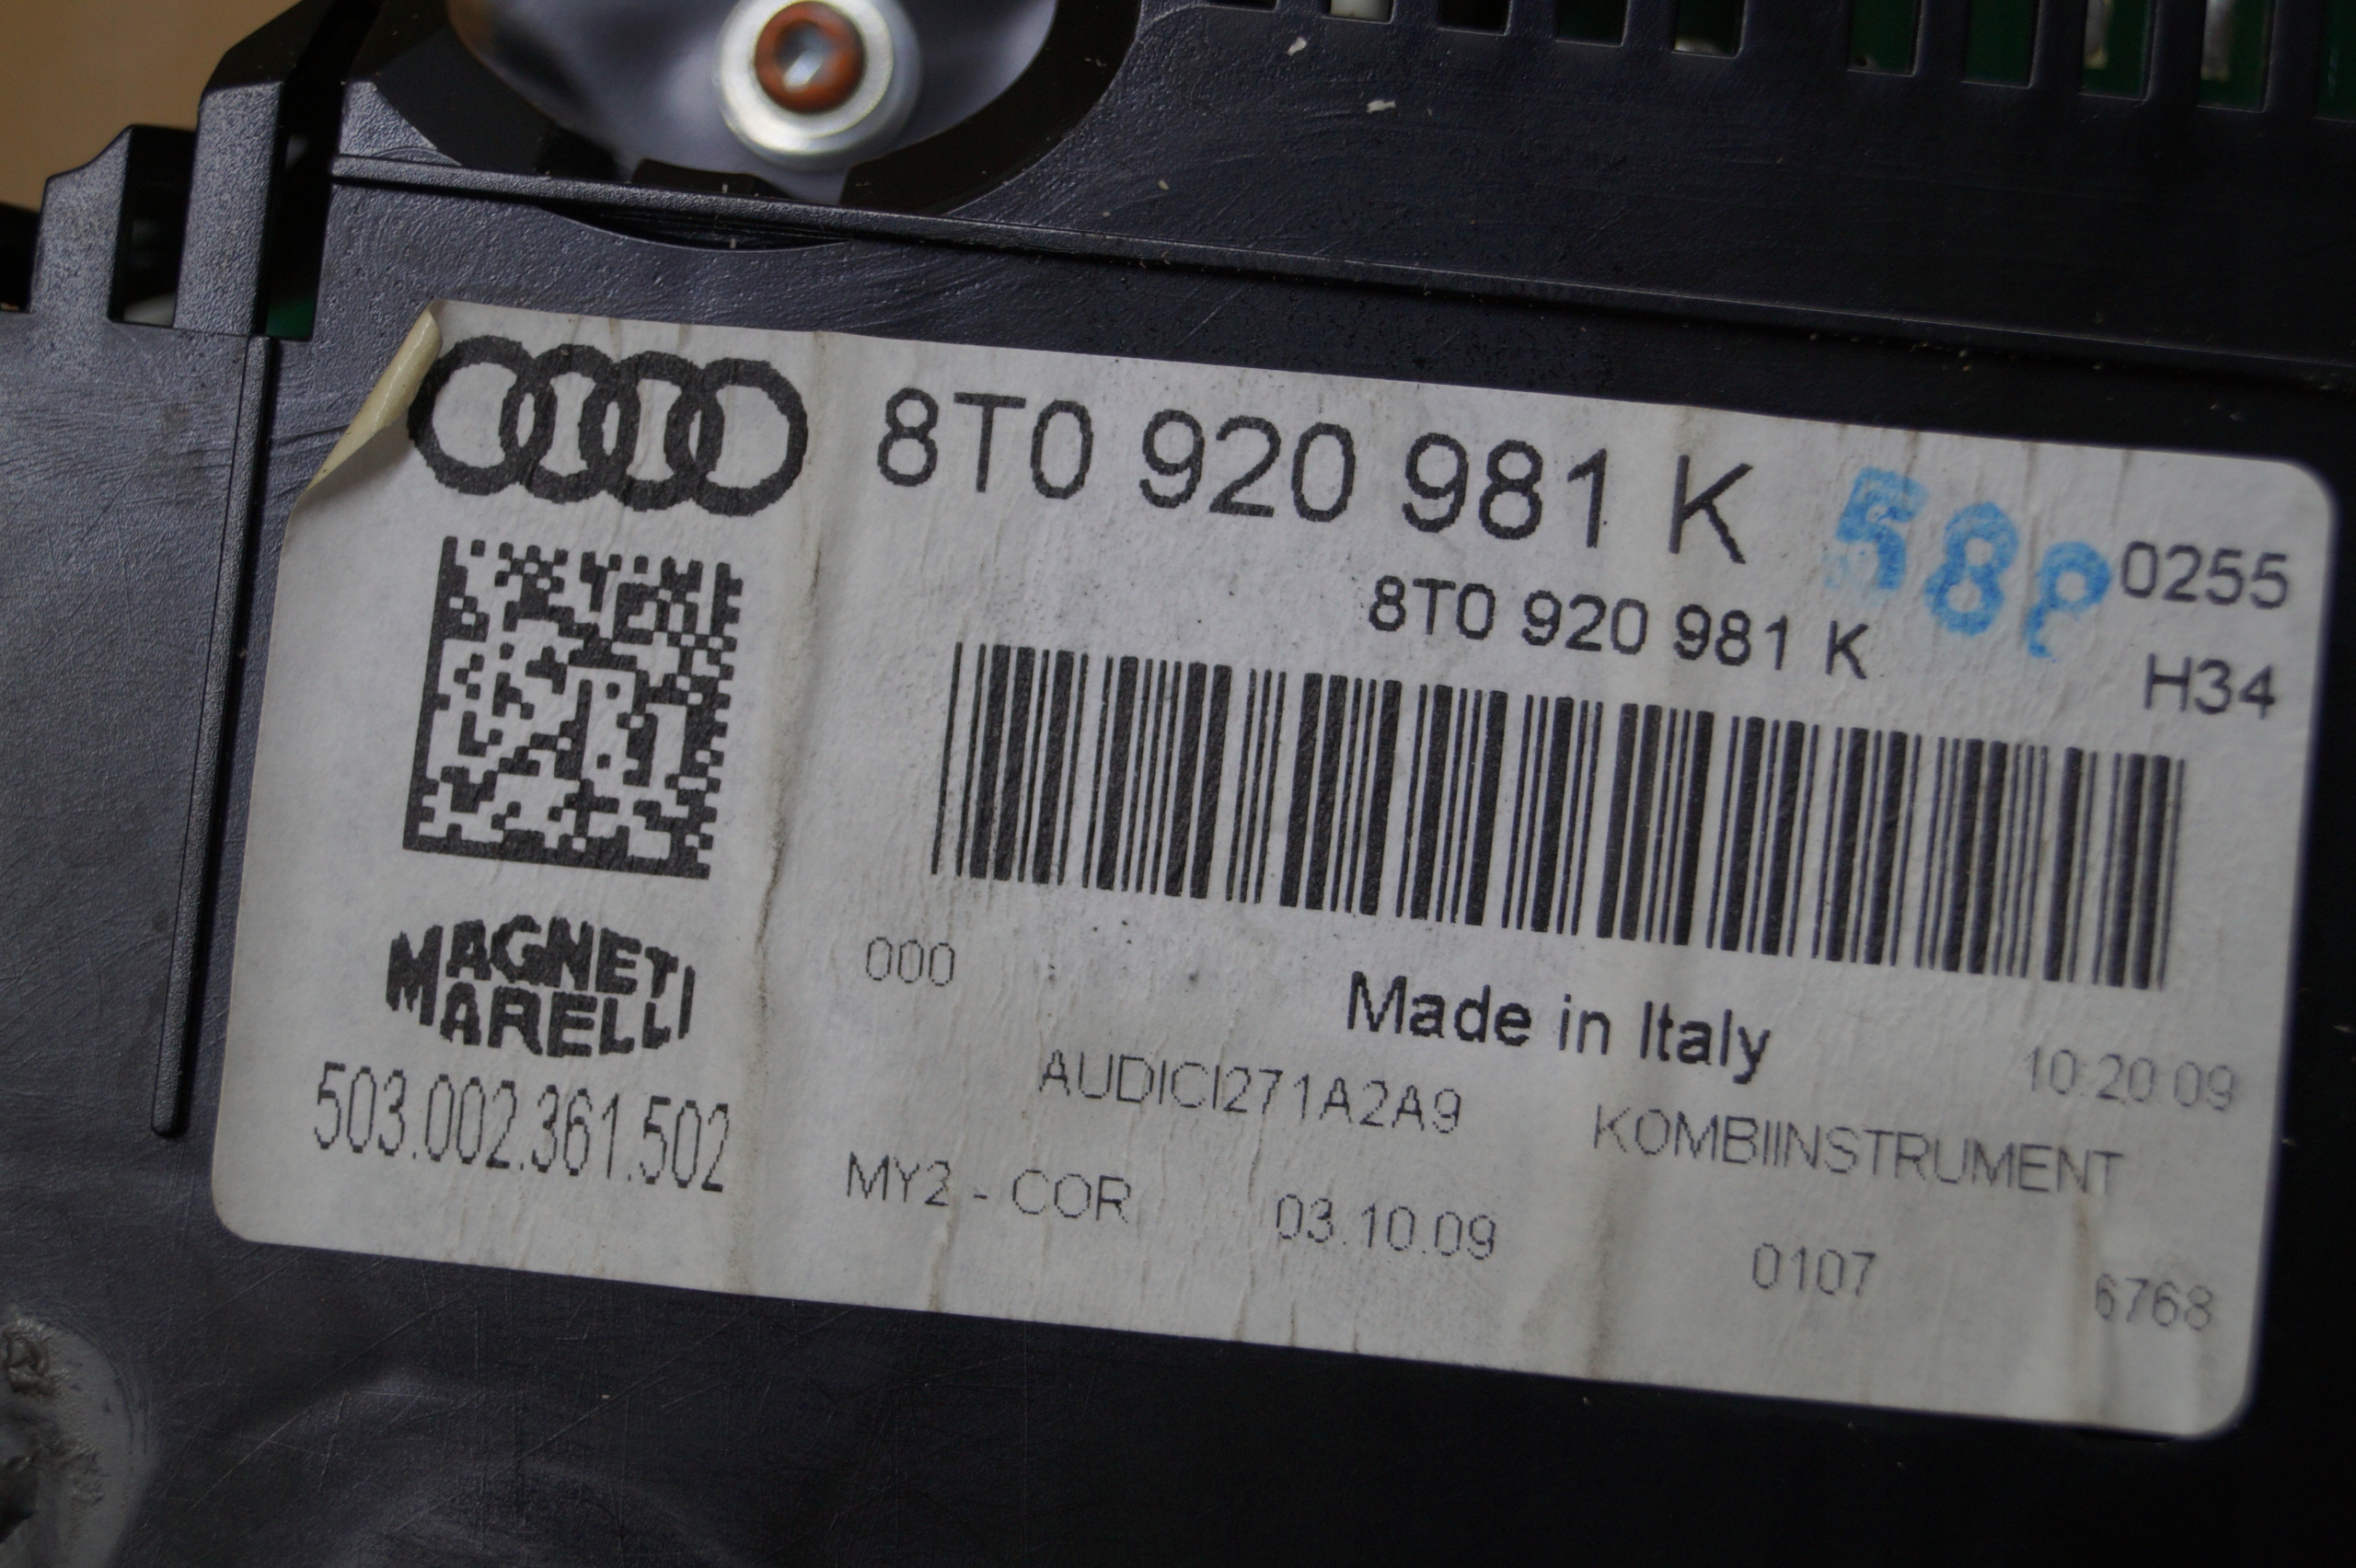 8T0 920 981 K
0255
8T0 920 981 K
H34
MAGNETI
MARELLI
503.002.361.502
000
Made in Italy
10:20 09
AUDICI271A2A9
KOMBIINSTRUMENT
MY2 - COR
03.10.09
0107
6768